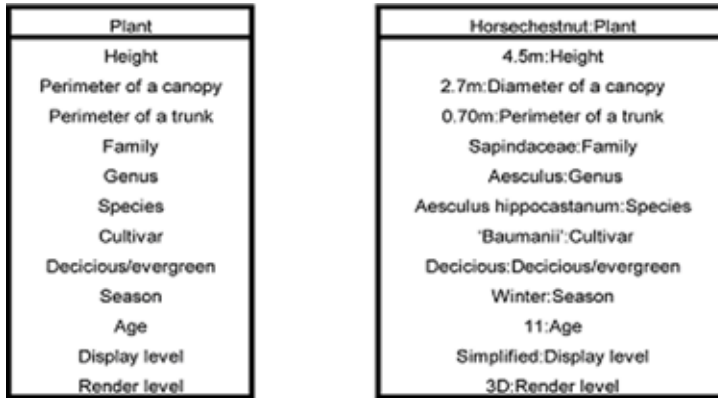 Plant
Height
Perimeter of a canopy
Perimeter of a trunk
Family
Genus
Species
Cultivar
Decicious/evergreen
Season
Age
Display level
Render level
Horsechestnut:Plant
4.5m:Height
2.7m:Diameter of a canopy
0.70m:Perimeter of a trunk
Sapindaceae:Family
Aesculus:Genus
Aesculus hippocastanum:Species
'Baumanii':Cultivar
Decicious:Decicious/evergreen
Winter:Season
11:Age
Simplified:Display level
3D:Render level